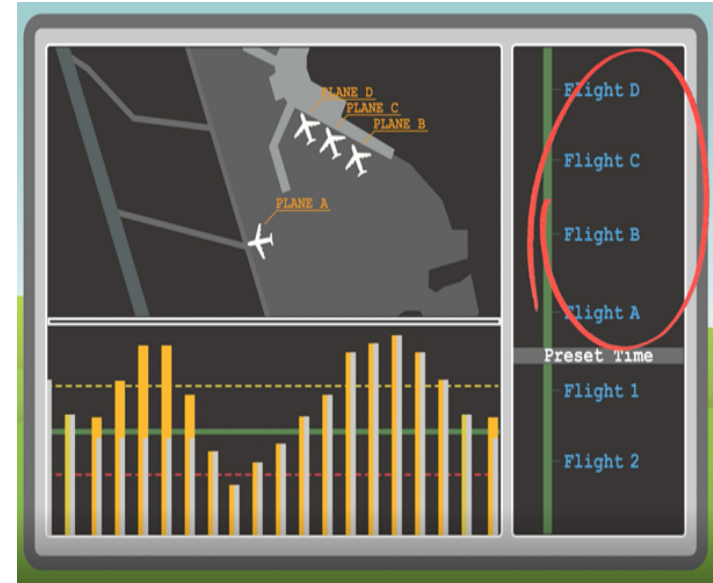 PLANE D
PLANE C
PLANE B
PLANE A
Flight D
Flight C
Flight B
Flight A
Preset Time
Flight 1
Flight 2